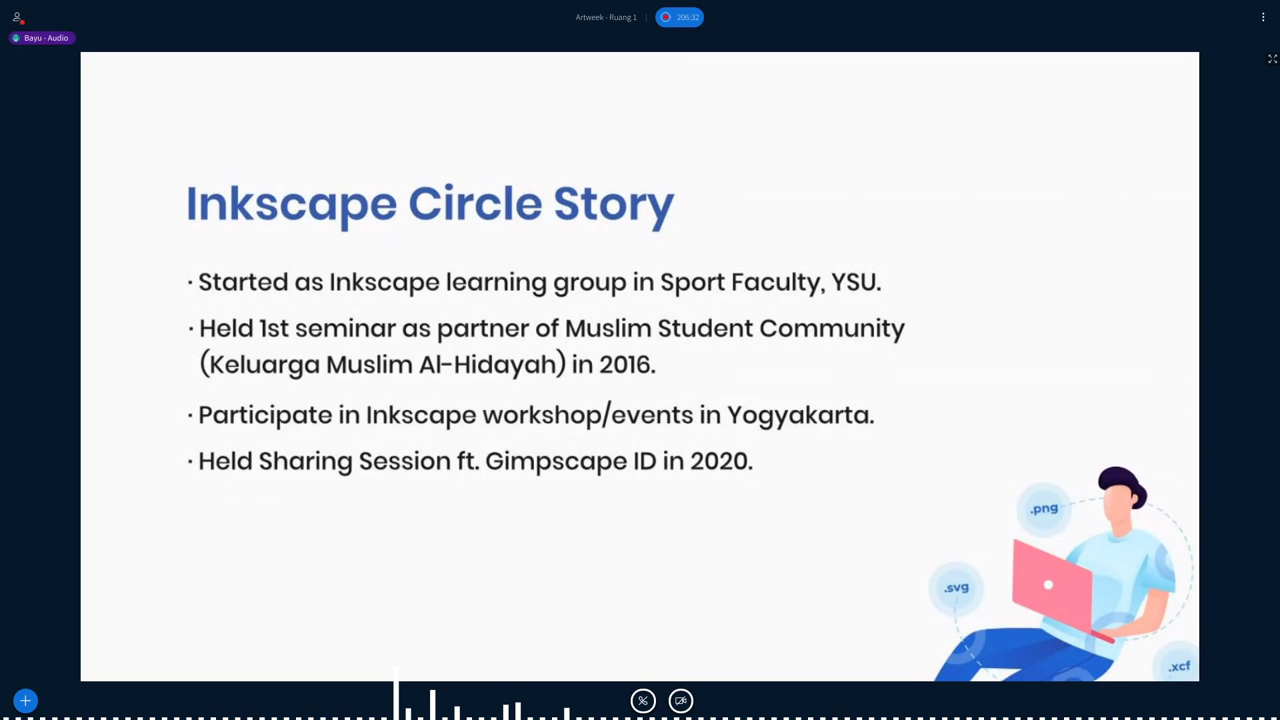 Artweek - Ruang 1
206:32
Bayu - Audio
Inkscape Circle Story
· Started as Inkscape learning group in Sport Faculty, YSU.
· Held 1st seminar as partner of Muslim Student Community
(Keluarga Muslim Al-Hidayah) in 2016.
· Participate in Inkscape workshop/events in Yogyakarta.
· Held Sharing Session ft. Gimpscape ID in 2020.
.png
.svg
.xcf